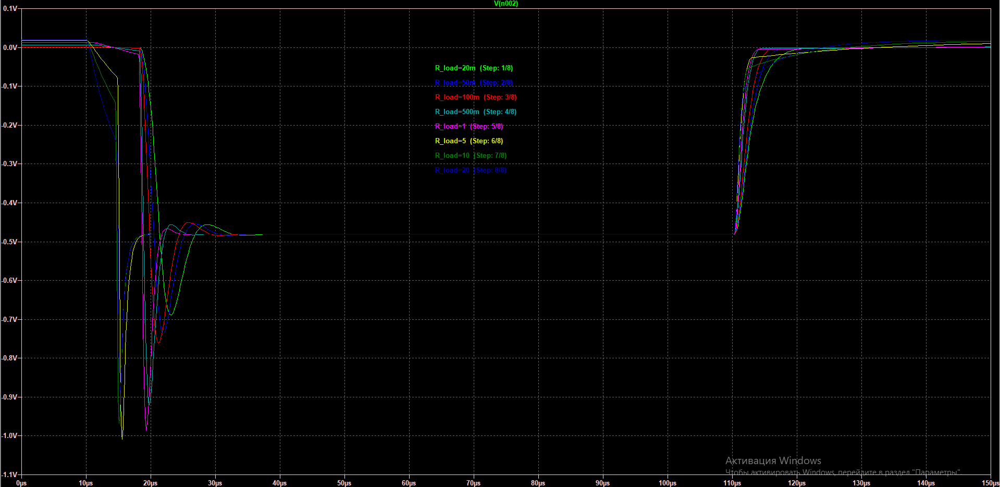 V(n002)
0.1V
0.0V
-0.1V
-0.2V
-0.3V
-0.4V
-0.5V
-0.6V
-0.7V
-0.8V
-0.9V
-1.0V
-1.1V
R_load=20m (Step: 1/8)
R_load=50m (Step: 2/8)
R_load=100m (Step: 3/8)
R_load=500m (Step: 4/8)
R_load=1 (Step: 5/8)
R_load=5 (Step: 6/8)
R_load=10 (Step: 7/8)
R_load=20 (Step: 8/8)
Активация Windows
Чтобы активировать Windows, перейдите в раздел "Параметры".
0µs 10µs 20µs 30µs 40µs 50µs 60µs 70µs 80µs 90µs 100µs 110µs 120µs 130µs 140µs 150µs